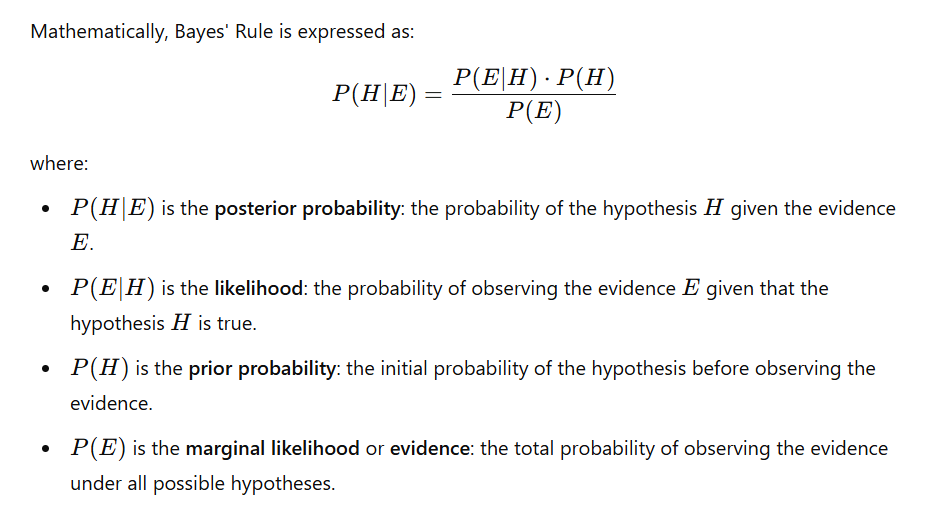 Mathematically, Bayes' Rule is expressed as:
P(H|E) = P(E|H) · P(H) / P(E)
where:
• P(H|E) is the posterior probability: the probability of the hypothesis H given the evidence
E.
• P(E|H) is the likelihood: the probability of observing the evidence E given that the
hypothesis H is true.
• P(H) is the prior probability: the initial probability of the hypothesis before observing the
evidence.
• P(E) is the marginal likelihood or evidence: the total probability of observing the evidence
under all possible hypotheses.